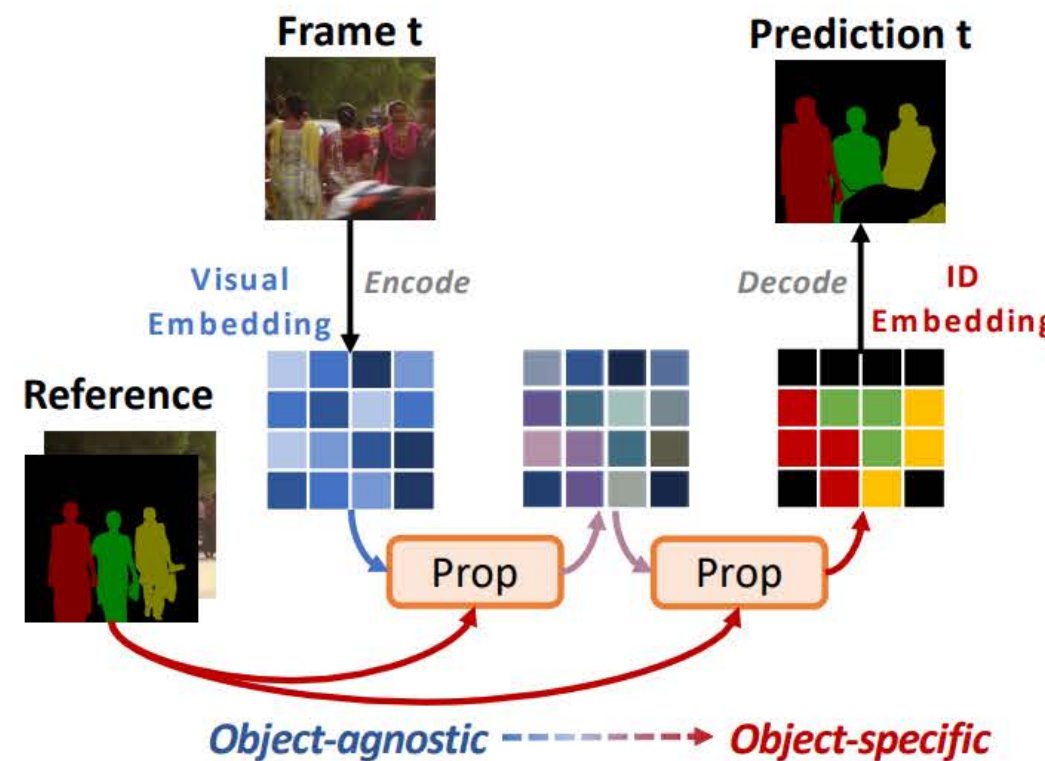 Frame t
Prediction t
Visual
Embedding
Encode
Decode
ID
Embedding
Reference
Prop
Prop
Object-agnostic
Object-specific